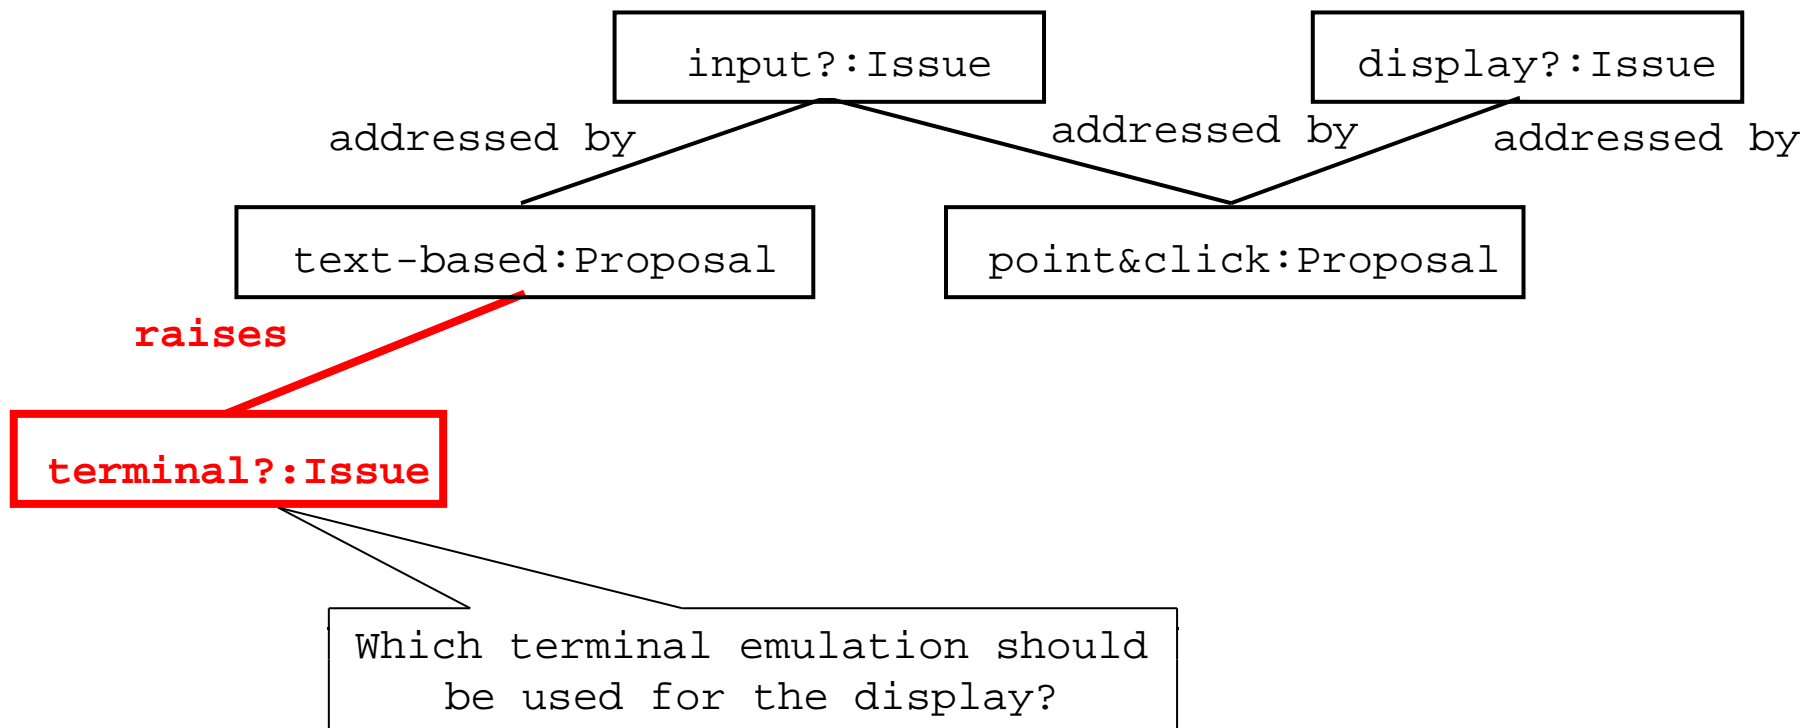 input?:Issue
display?:Issue
addressed by
addressed by
addressed by
text-based:Proposal
point&click:Proposal
raises
terminal?:Issue
Which terminal emulation should
be used for the display?